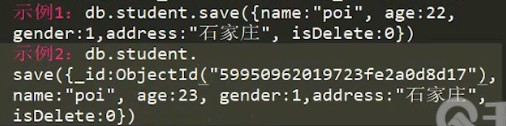 示例1：db.student.save({name:"poi", age:22,
gender:1,address:"石家庄", isDelete:0})
示例2：db.student.
save({_id:ObjectId("59950962019723fe2a0d8d17"),
name:"poi", age:23, gender:1,address:"石家庄",
isDelete:0})